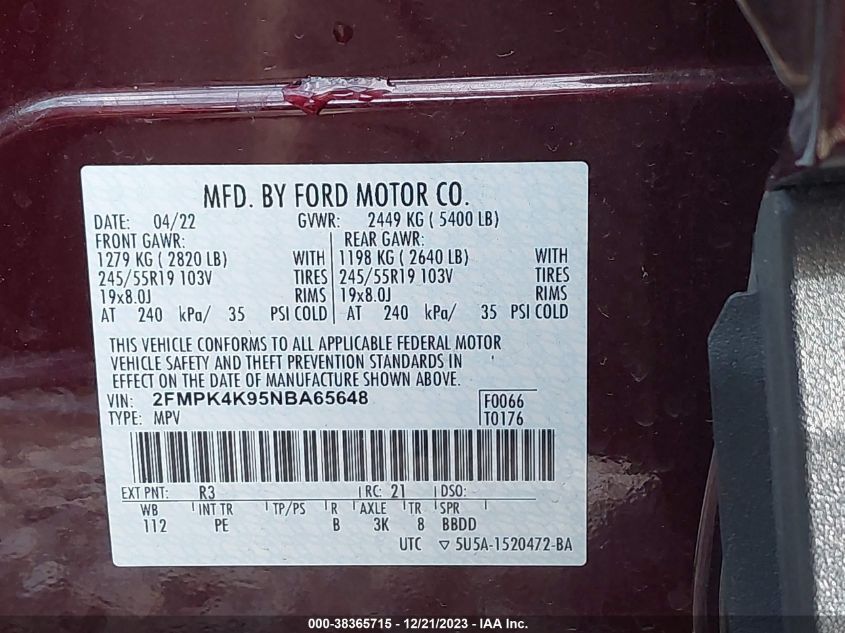 MFD. BY FORD MOTOR CO.
DATE: 04/22 GVWR: 2449 KG ( 5400 LB)
FRONT GAWR: REAR GAWR:
1279 KG ( 2820 LB) WITH 1198 KG ( 2640 LB) WITH
245/55R19 103V TIRES 245/55R19 103V TIRES
19x8.0J RIMS 19x8.0J RIMS
AT 240 kPa/ 35 PSI COLD AT 240 kPa/ 35 PSI COLD
THIS VEHICLE CONFORMS TO ALL APPLICABLE FEDERAL MOTOR
VEHICLE SAFETY AND THEFT PREVENTION STANDARDS IN
EFFECT ON THE DATE OF MANUFACTURE SHOWN ABOVE.
VIN: 2FMPK4K95NBA65648 F0066
TYPE: MPV T0176
EXT PNT: R3 RC: 21 DSO:
WB INT TR TP/PS R AXLE TR SPR
112 PE B 3K 8 BBDD
UTC ▽ 5U5A-1520472-BA
000-38365715 - 12/21/2023 - IAA Inc.